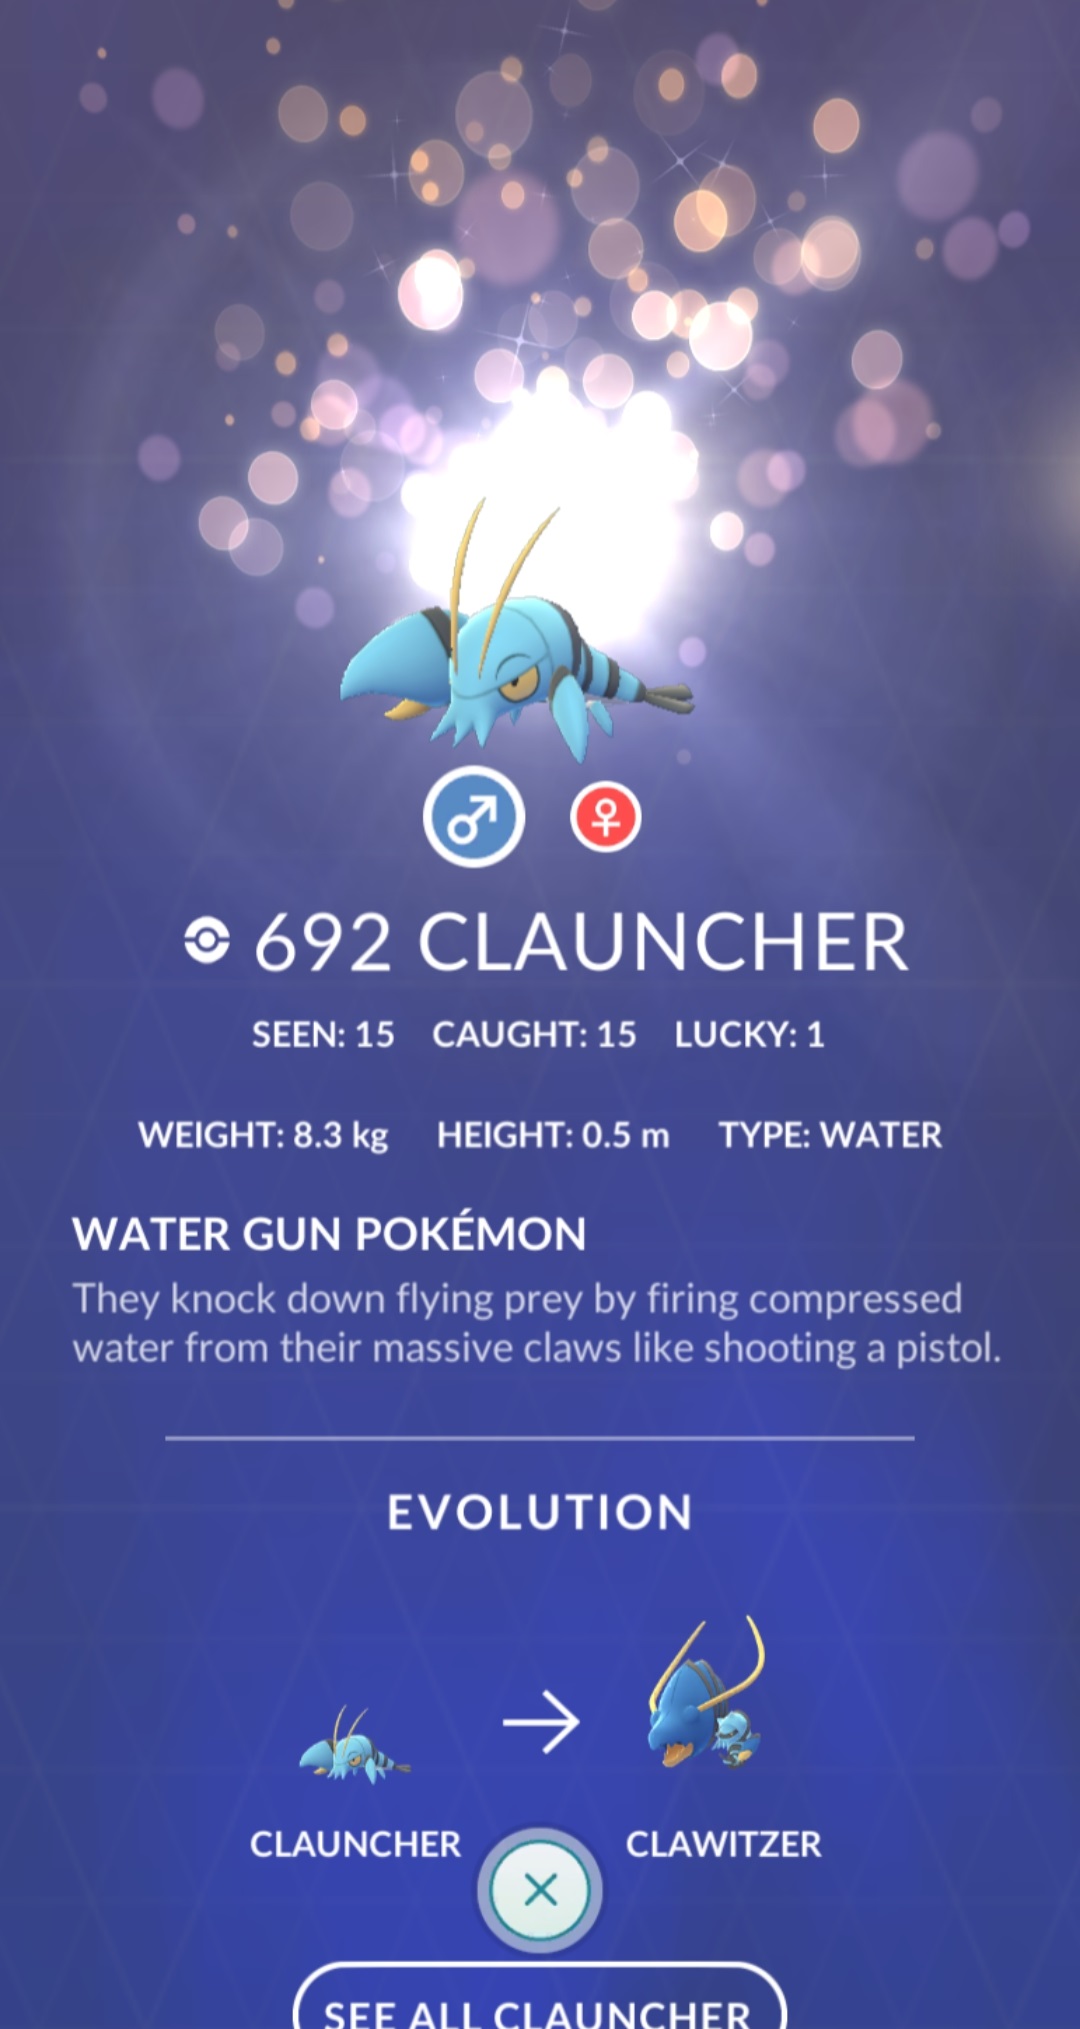 692 CLAUNCHER
SEEN: 15 CAUGHT: 15 LUCKY: 1
WEIGHT: 8.3 kg HEIGHT: 0.5 m TYPE: WATER
WATER GUN POKÉMON
They knock down flying prey by firing compressed
water from their massive claws like shooting a pistol.
EVOLUTION
CLAUNCHER CLAWITZER
SEE ALL CLAUNCHER